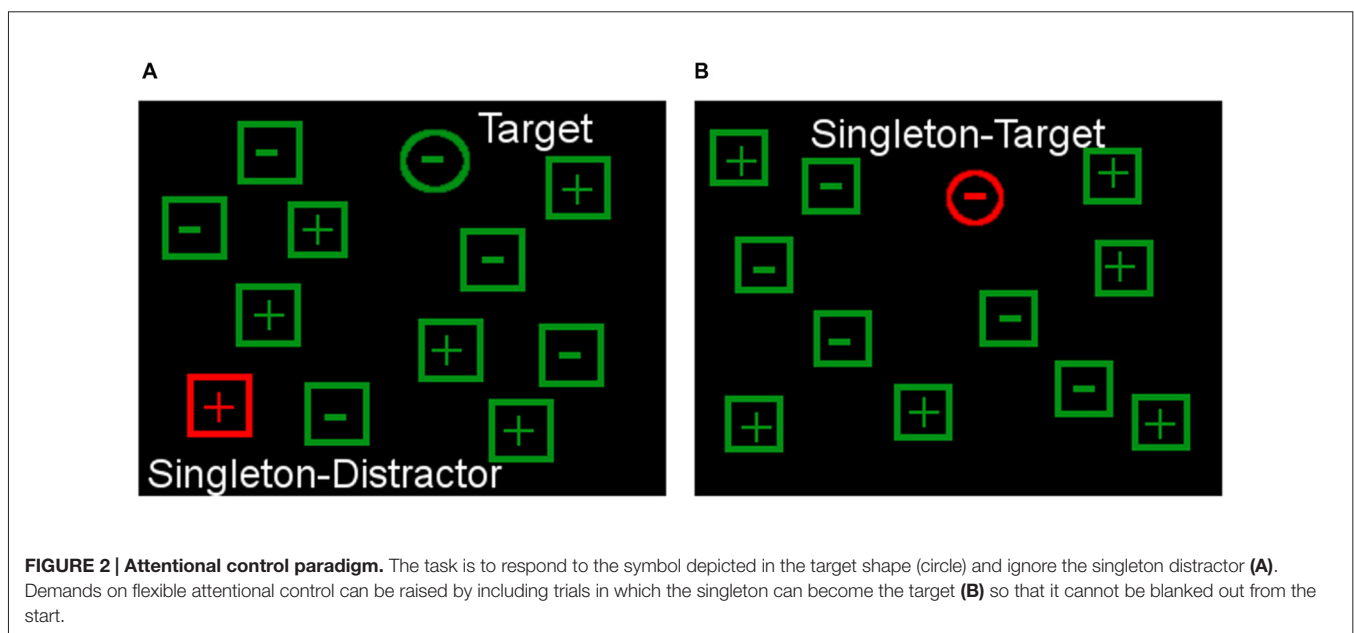 A
B
Target
Singleton-Target
Singleton-Distractor
FIGURE 2 | Attentional control paradigm. The task is to respond to the symbol depicted in the target shape (circle) and ignore the singleton distractor (A).
Demands on flexible attentional control can be raised by including trials in which the singleton can become the target (B) so that it cannot be blanked out from the
start.